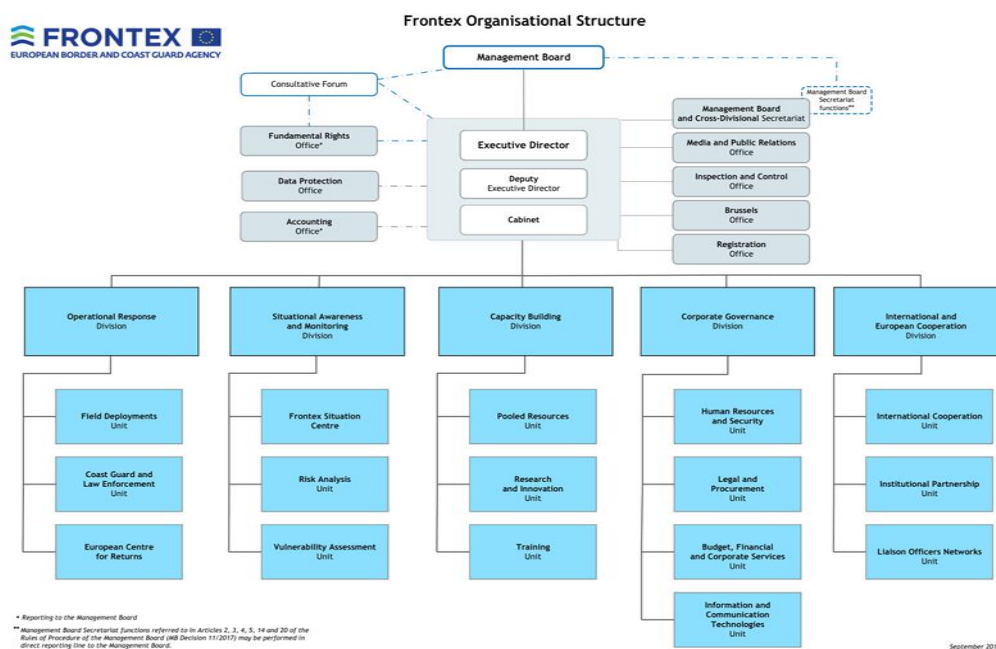 Frontex Organisational Structure
FRONTEX
EUROPEAN BORDER AND COAST GUARD AGENCY
Management Board
Consultative Forum
Management Board
Secretariat
functions**
Fundamental Rights
Office*
Data Protection
Office
Accounting
Office*
Executive Director
Deputy
Executive Director
Cabinet
Management Board
and Cross-Divisional Secretariat
Media and Public Relations
Office
Inspection and Control
Office
Brussels
Office
Registration
Office
Operational Response
Division
Field Deployments
Unit
Coast Guard and
Law Enforcement
Unit
European Centre
for Returns
Situational Awareness
and Monitoring
Division
Frontex Situation
Centre
Risk Analysis
Unit
Vulnerability Assessment
Unit
Capacity Building
Division
Pooled Resources
Unit
Research
and Innovation
Unit
Training
Unit
Corporate Governance
Division
Human Resources
and Security
Unit
Legal and
Procurement
Unit
Budget, Financial
and Corporate Services
Unit
Information and
Communication
Technologies
Unit
International and
European Cooperation
Division
International Cooperation
Unit
Institutional Partnership
Unit
Liaison Officers Networks
Unit
* Reporting to the Management Board
** Management Board Secretariat functions referred to in Articles 2, 3, 4, 5, 14 and 20 of the
Rules of Procedure of the Management Board (MB Decision 11/2017) may be performed in
direct reporting line to the Management Board.
September 201